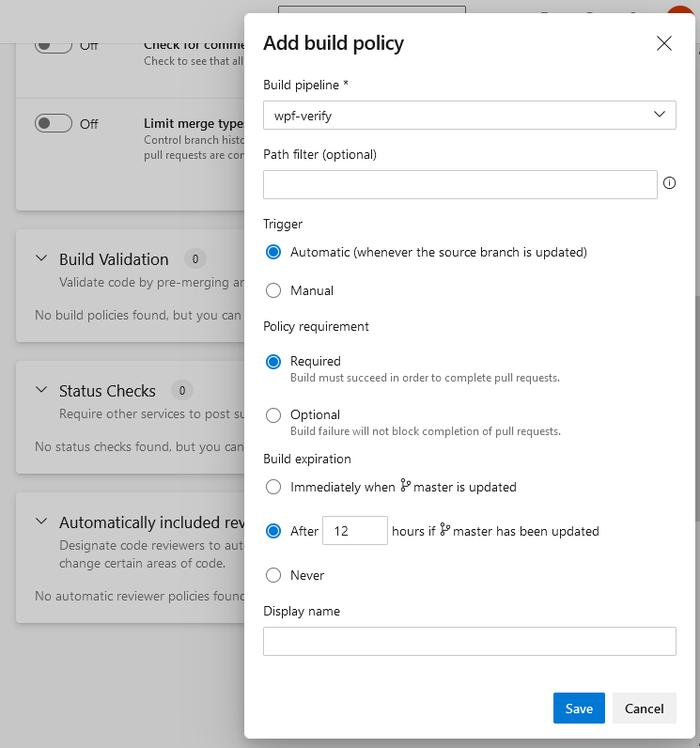 Add build policy
Build pipeline *
wpf-verify
Path filter (optional)
Trigger
Automatic (whenever the source branch is updated)
Manual
Policy requirement
Required
Build must succeed in order to complete pull requests.
Optional
Build failure will not block completion of pull requests.
Build expiration
Immediately when master is updated
After 12 hours if master has been updated
Never
Display name
Save Cancel
Off Check for comme
Check to see that all
Off Limit merge type
Control branch histo
pull requests are con
Build Validation 0
Validate code by pre-merging an
No build policies found, but you can
Status Checks 0
Require other services to post su
No status checks found, but you can
Automatically included rev
Designate code reviewers to aut
change certain areas of code.
No automatic reviewer policies found